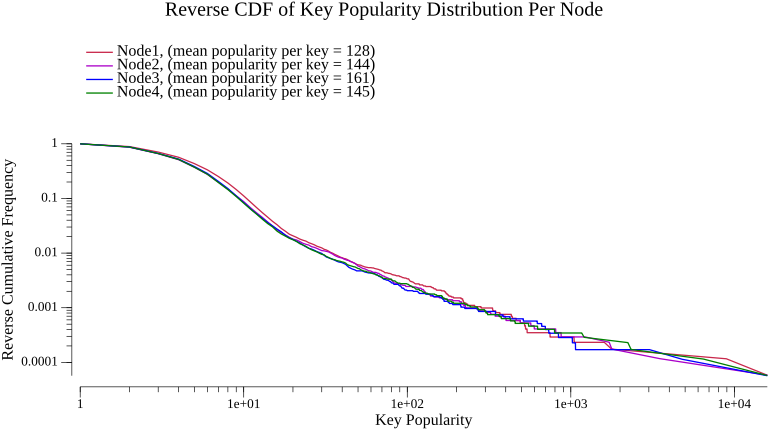 Reverse CDF of Key Popularity Distribution Per Node
Node1, (mean popularity per key = 128)
Node2, (mean popularity per key = 144)
Node3, (mean popularity per key = 161)
Node4, (mean popularity per key = 145)
Reverse Cumulative Frequency
1
0.1
0.01
0.001
0.0001
1
1e+01
1e+02
1e+03
1e+04
Key Popularity